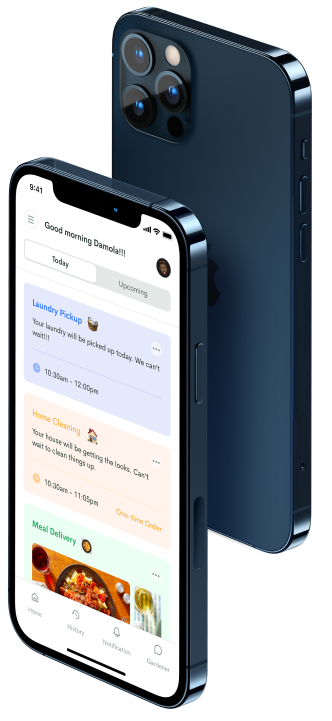 9:41
Good morning Damola!!!
Today
Upcoming
Laundry Pickup
Your laundry will be picked up today. We can't
wait!!!
10:30am - 12:00pm
Home Cleaning
Your house will be getting the looks. Can't
wait to clean things up.
10:30am - 11:05pm
One-time Order
Meal Delivery
Home
History
Notification
Gardener